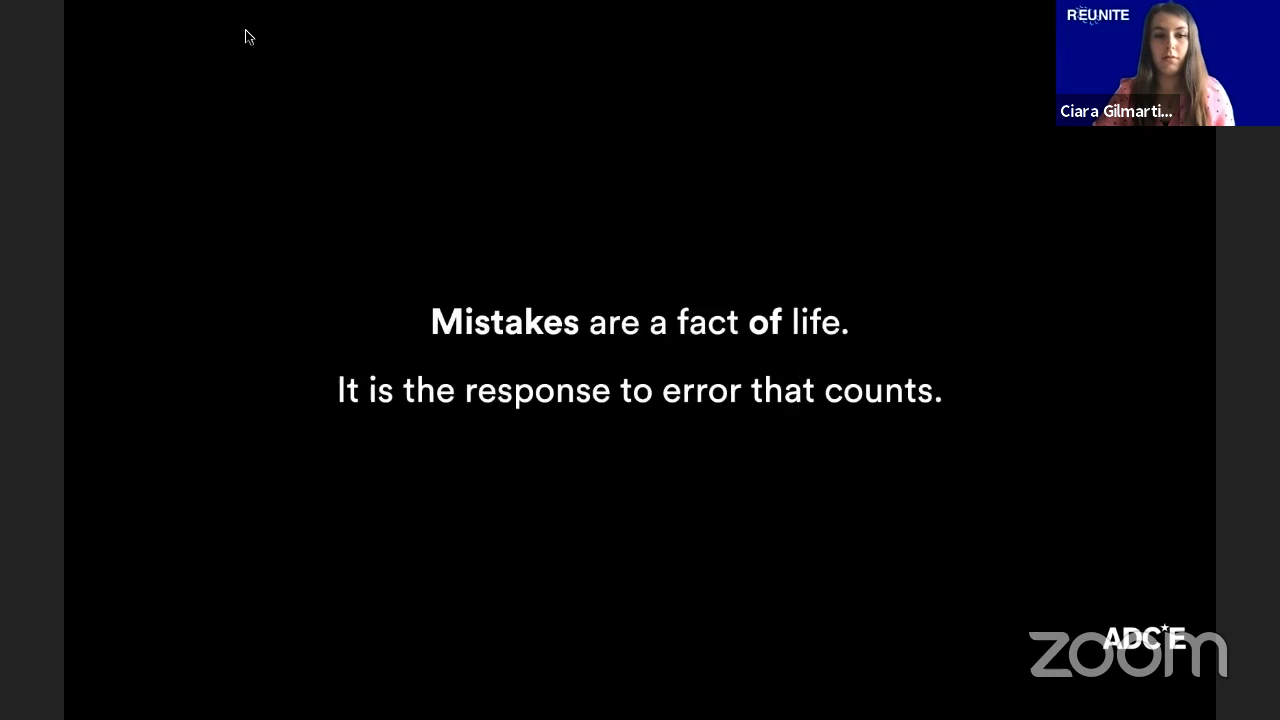 REUNITE
Ciara Gilmarti...
Mistakes are a fact of life.
It is the response to error that counts.
ADC*E
zoom